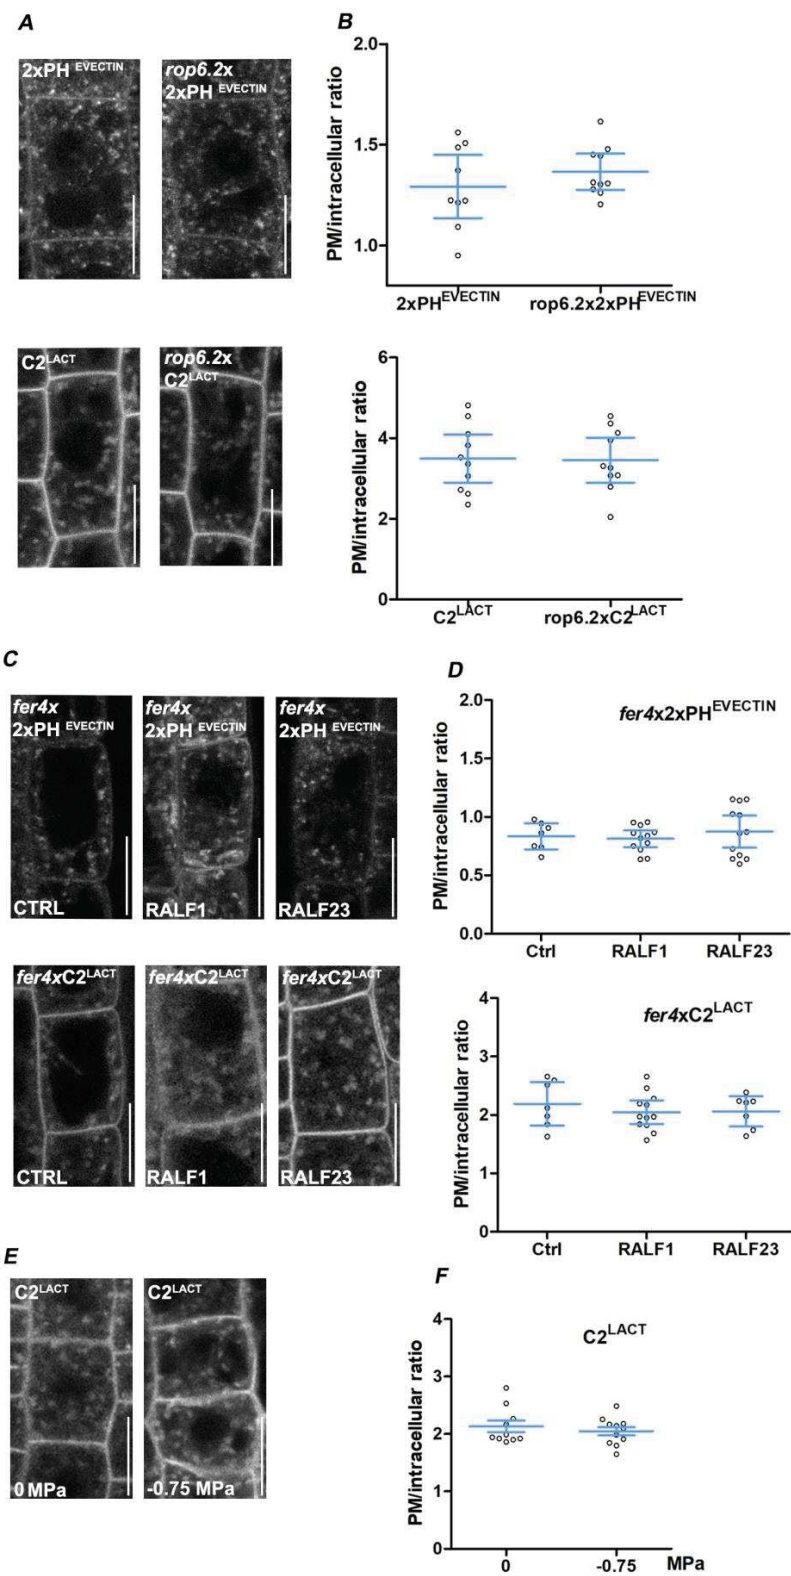 A
2xPH EVECTIN
rop6.2x
2xPH EVECTIN
C2LACT
rop6.2x
C2LACT
B
PM/intracellular ratio
2.0
1.5
1.0
2xPHEVECTIN
rop6.2x2xPHEVECTIN
PM/intracellular ratio
6
4
2
0
C2LACT
rop6.2xC2LACT
C
fer4x
2xPH EVECTIN
CTRL
fer4x
2xPH EVECTIN
RALF1
fer4x
2xPH EVECTIN
RALF23
fer4xC2LACT
CTRL
fer4xC2LACT
RALF1
fer4xC2LACT
RALF23
D
fer4x2xPHEVECTIN
PM/intracellular ratio
2.0
1.5
1.0
0.5
0.0
Ctrl RALF1 RALF23
fer4xC2LACT
PM/intracellular ratio
4
3
2
1
0
Ctrl RALF1 RALF23
E
C2LACT
0 MPa
C2LACT
-0.75 MPa
F
C2LACT
PM/intracellular ratio
4
3
2
1
0
0 -0.75 MPa